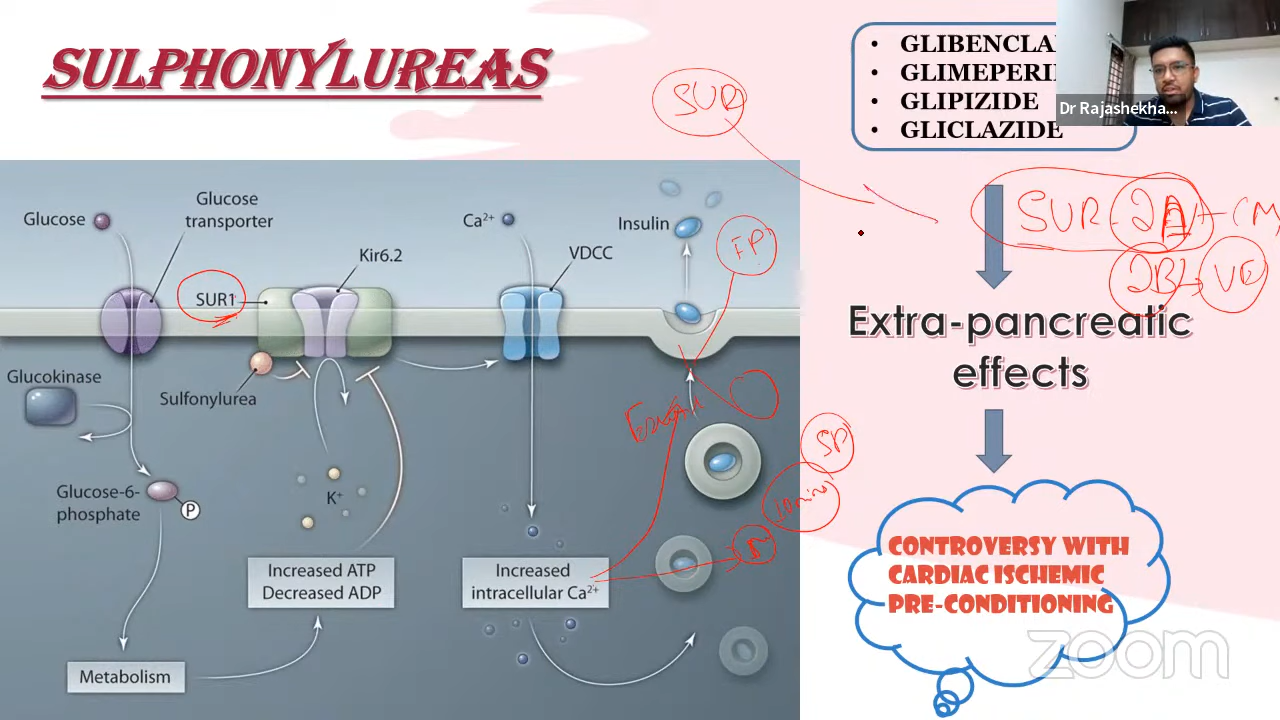 SULPHONYLUREAS
• GLIBENCLA
• GLIMEPERI
• GLIPIZIDE
• GLICLAZIDE
Dr Rajashekha...
SUR
Glucose
Glucose
transporter
Kir6.2
SUR1
Ca²⁺
VDCC
Insulin
FP
SUR-2A
2B
VE
Glucokinase
Sulfonylurea
Extra-pancreatic
effects
Glucose-6-
phosphate
P
K⁺
SP
10min
Increased ATP
Decreased ADP
Increased
intracellular Ca²⁺
Metabolism
CONTROVERSY WITH
CARDIAC ISCHEMIC
PRE-CONDITIONING
zoom